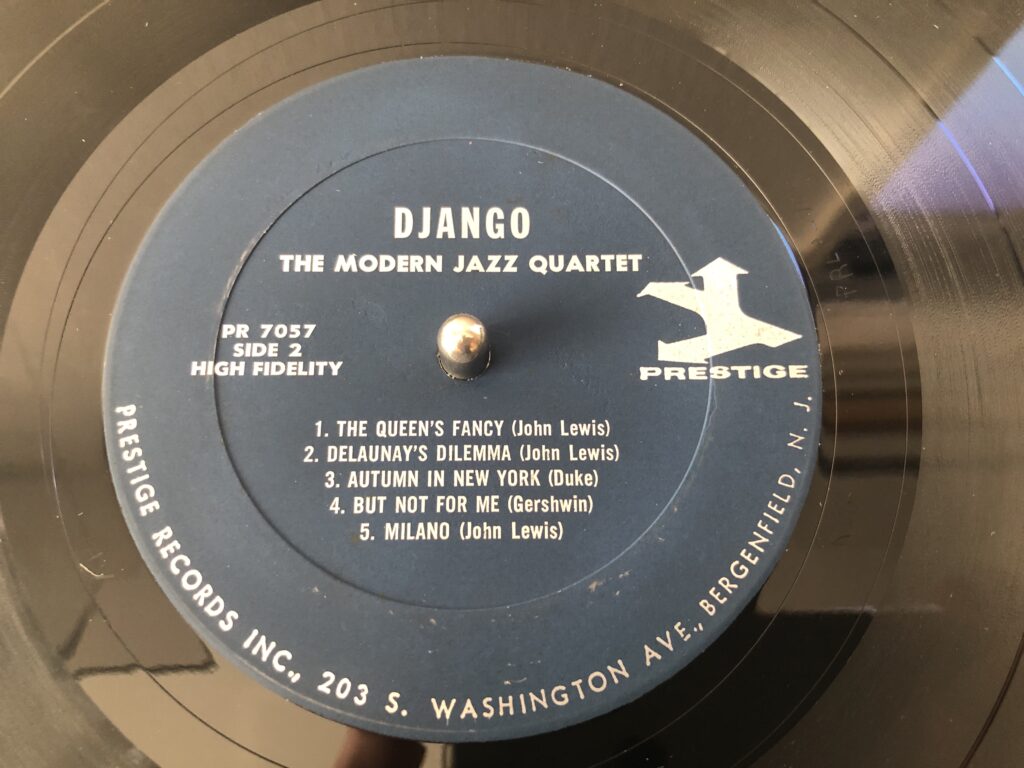 DJANGO
THE MODERN JAZZ QUARTET
PR 7057
SIDE 2
HIGH FIDELITY
PRESTIGE
1. THE QUEEN'S FANCY (John Lewis)
2. DELAUNAY'S DILEMMA (John Lewis)
3. AUTUMN IN NEW YORK (Duke)
4. BUT NOT FOR ME (Gershwin)
5. MILANO (John Lewis)
PRESTIGE RECORDS INC., 203 S. WASHINGTON AVE., BERGENFIELD, N. J.